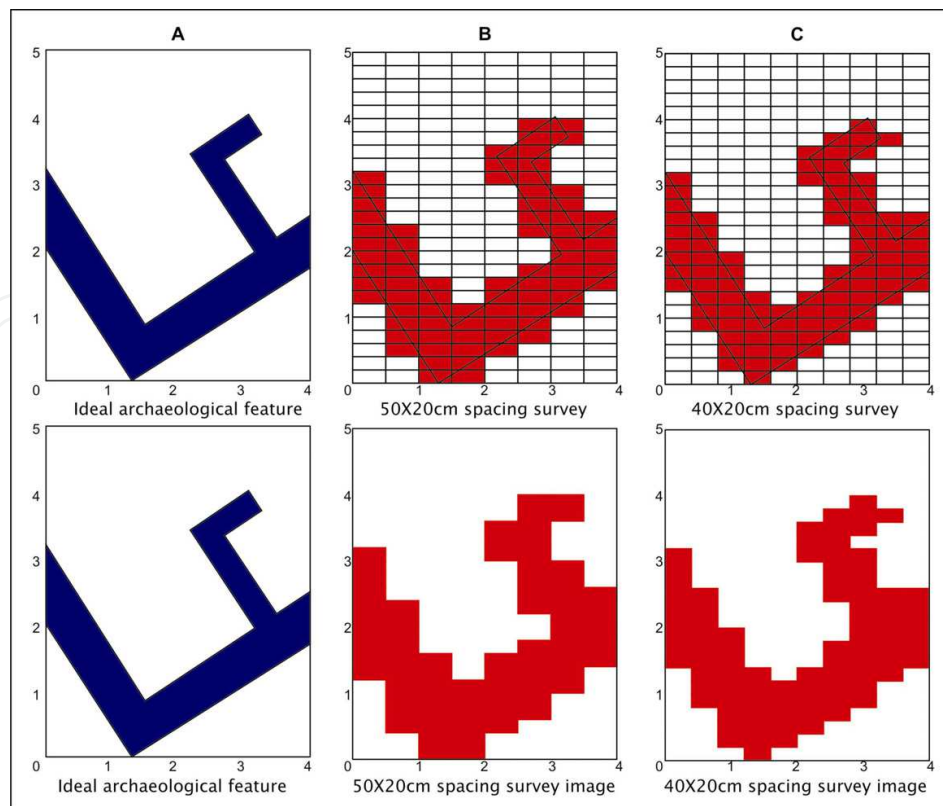 A B C
5 5 5
4 4 4
3 3 3
2 2 2
1 1 1
0 0 0
1 2 3 4 1 2 3 4 1 2 3 4
Ideal archaeological feature 50X20cm spacing survey 40X20cm spacing survey
5 5 5
4 4 4
3 3 3
2 2 2
1 1 1
0 0 0
1 2 3 4 1 2 3 4 1 2 3 4
Ideal archaeological feature 50X20cm spacing survey image 40X20cm spacing survey image